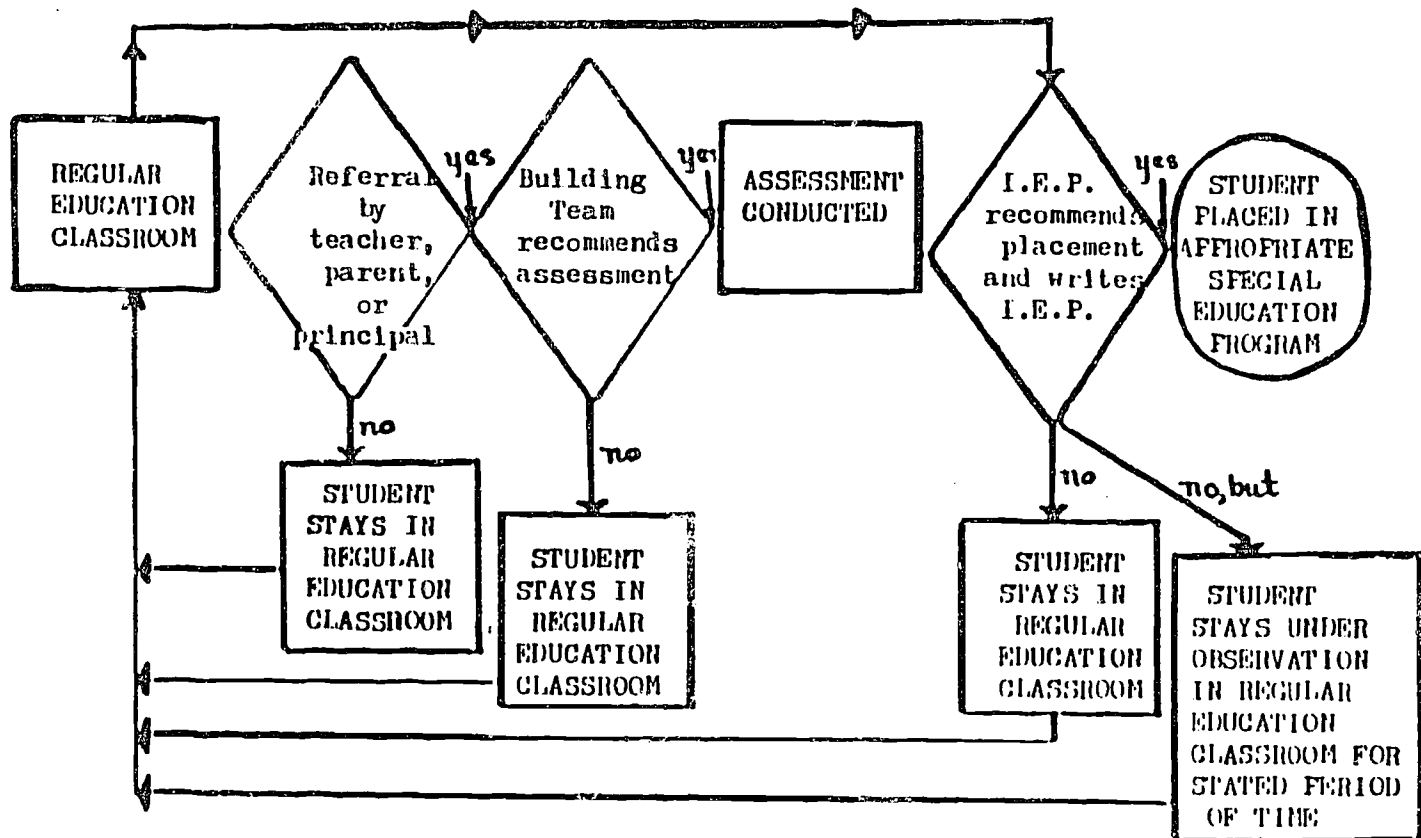 REGULAR
EDUCATION
CLASSROOM
Referral
by
teacher,
parent,
or
principal
yes
no
STUDENT
STAYS IN
REGULAR
EDUCATION
CLASSROOM
Building
Team
recommends
assessment
yes
no
STUDENT
STAYS IN
REGULAR
EDUCATION
CLASSROOM
ASSESSMENT
CONDUCTED
I.E.P.
recommends
placement
and writes
I.E.P.
yes
STUDENT
PLACED IN
APPROPRIATE
SPECIAL
EDUCATION
PROGRAM
no
STUDENT
STAYS IN
REGULAR
EDUCATION
CLASSROOM
no, but
STUDENT
STAYS UNDER
OBSERVATION
IN REGULAR
EDUCATION
CLASSROOM FOR
STATED PERIOD
OF TIME